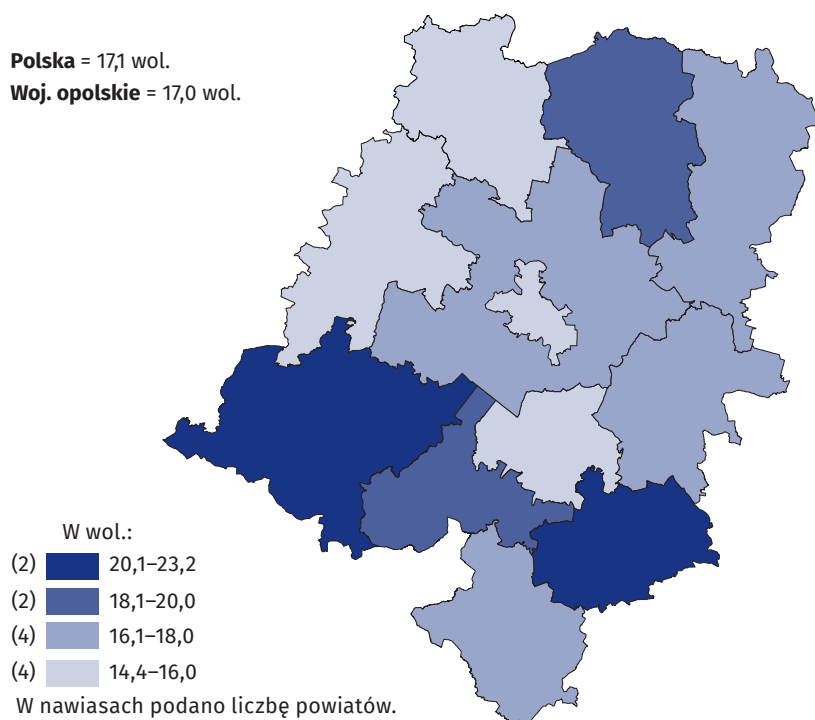 Polska = 17,1 wol.
Woj. opolskie = 17,0 wol.
W wol.:
(2) 20,1–23,2
(2) 18,1–20,0
(4) 16,1–18,0
(4) 14,4–16,0
W nawiasach podano liczbę powiatów.